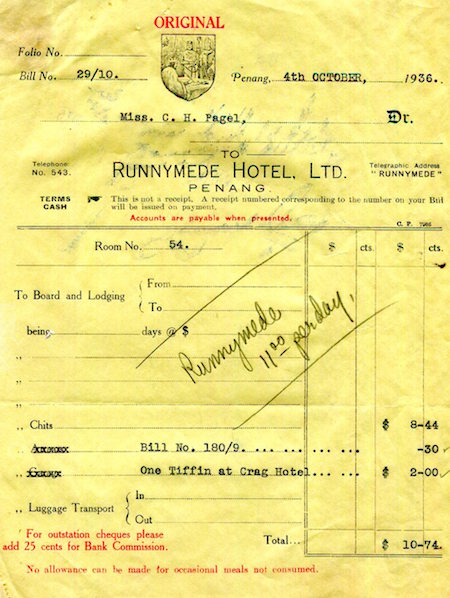 ORIGINAL
Folio No.
Bill No. 29/10. Penang, 4th OCTOBER, 1936.
Miss. C. H. Pagel, Dr.
TO
Telephone: No. 543. RUNNYMEDE HOTEL, LTD. Telegraphic Address "RUNNYMEDE"
PENANG.
TERMS CASH This is not a receipt. A receipt numbered corresponding to the number on your Bill
will be issued on payment.
Accounts are payable when presented.
C. P. 7986
Room No. 54. $ cts. $ cts.
To Board and Lodging { From
To
being days @ $
Runnymede
11.00 per day,
„
„
„
„ Chits $ 8-44
„ Bill No. 180/9. ... ... ... ... ... -30
„ One Tiffin at Crag Hotel... ... ... $ 2-00
„ Luggage Transport { In
Out
For outstation cheques please
add 25 cents for Bank Commission.
Total... $ 10-74.
No allowance can be made for occasional meals not consumed.